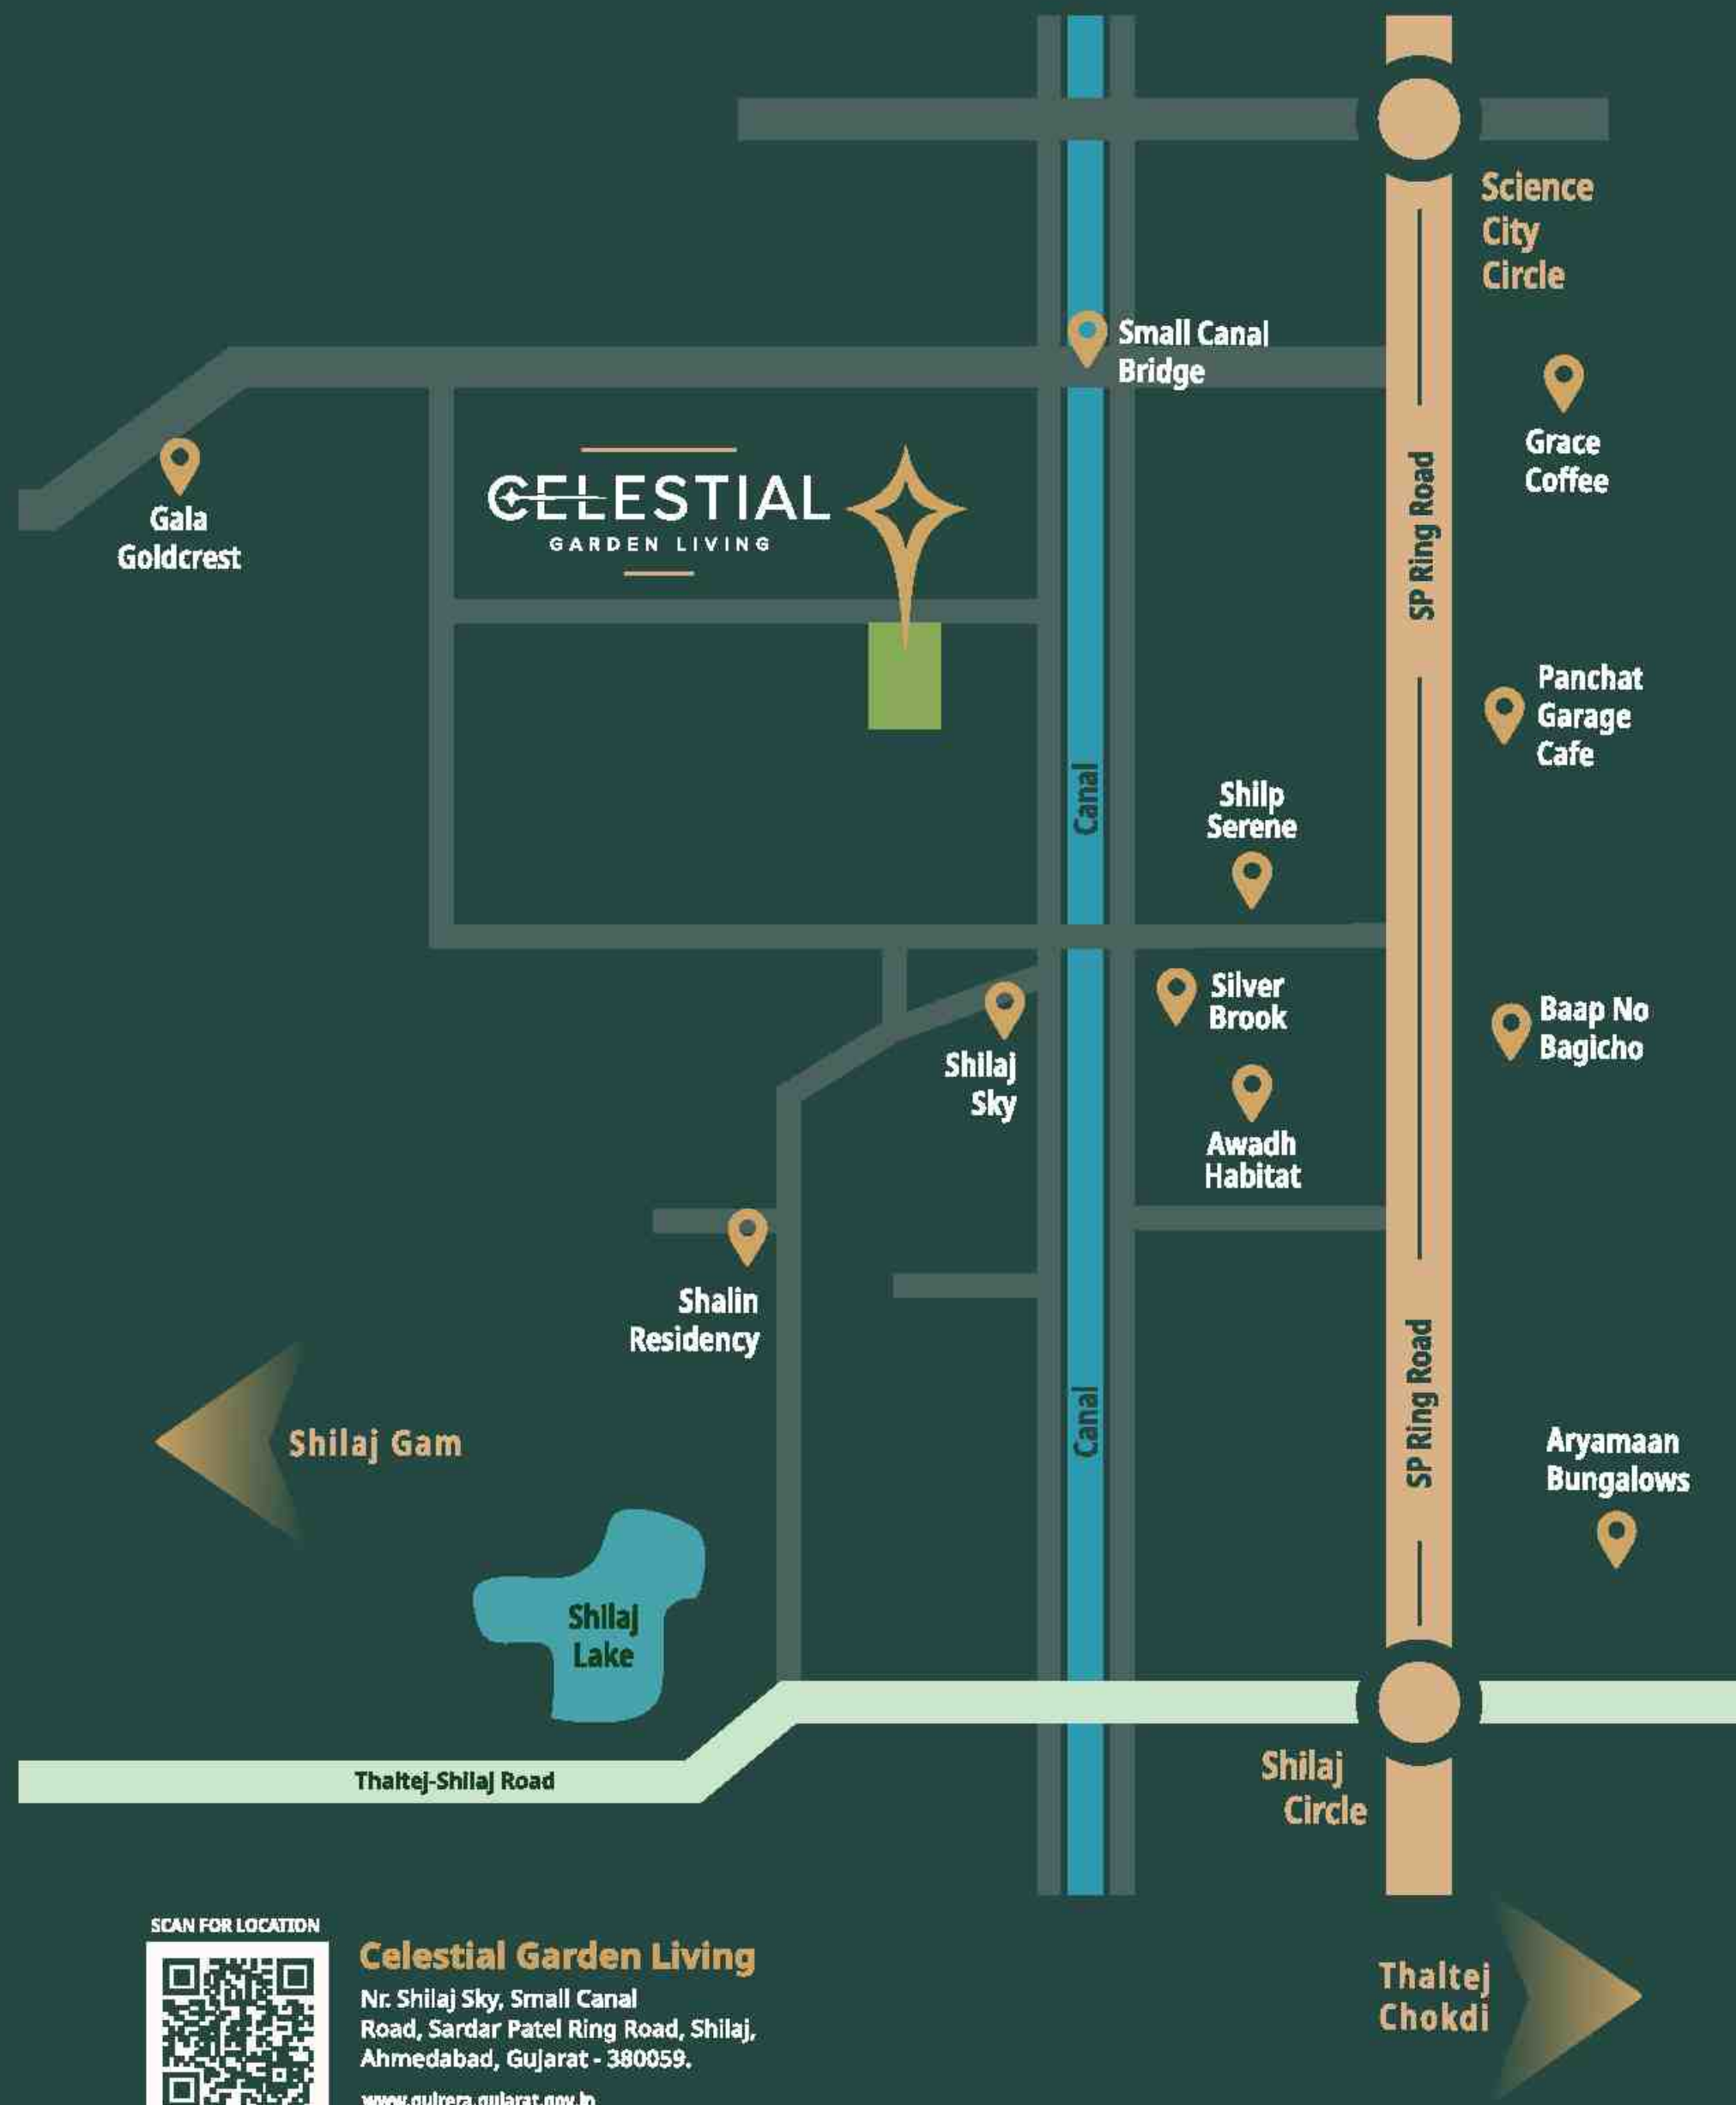 Science
City
Circle
Small Canal
Bridge
Grace
Coffee
SP Ring Road
CELESTIAL
GARDEN LIVING
Gala
Goldcrest
Panchat
Garage
Cafe
Canal
Shilp
Serene
Silver
Brook
Baap No
Bagicho
Shilaj
Sky
Awadh
Habitat
Shalin
Residency
SP Ring Road
Canal
Shilaj Gam
Aryamaan
Bungalows
Shilaj
Lake
Thaltej-Shilaj Road
Shilaj
Circle
SCAN FOR LOCATION
Celestial Garden Living
Nr. Shilaj Sky, Small Canal
Road, Sardar Patel Ring Road, Shilaj,
Ahmedabad, Gujarat - 380059.
Thaltej
Chokdi